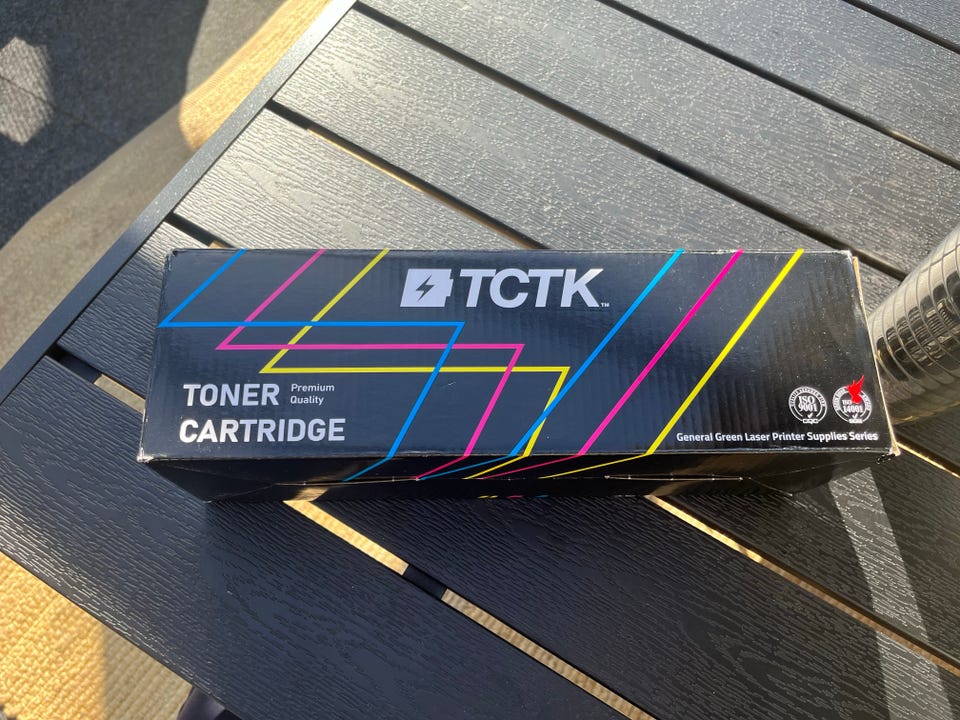 TCTK™
TONER
CARTRIDGE
Premium
Quality
ISO
9001
ISO
14001
General Green Laser Printer Supplies Series